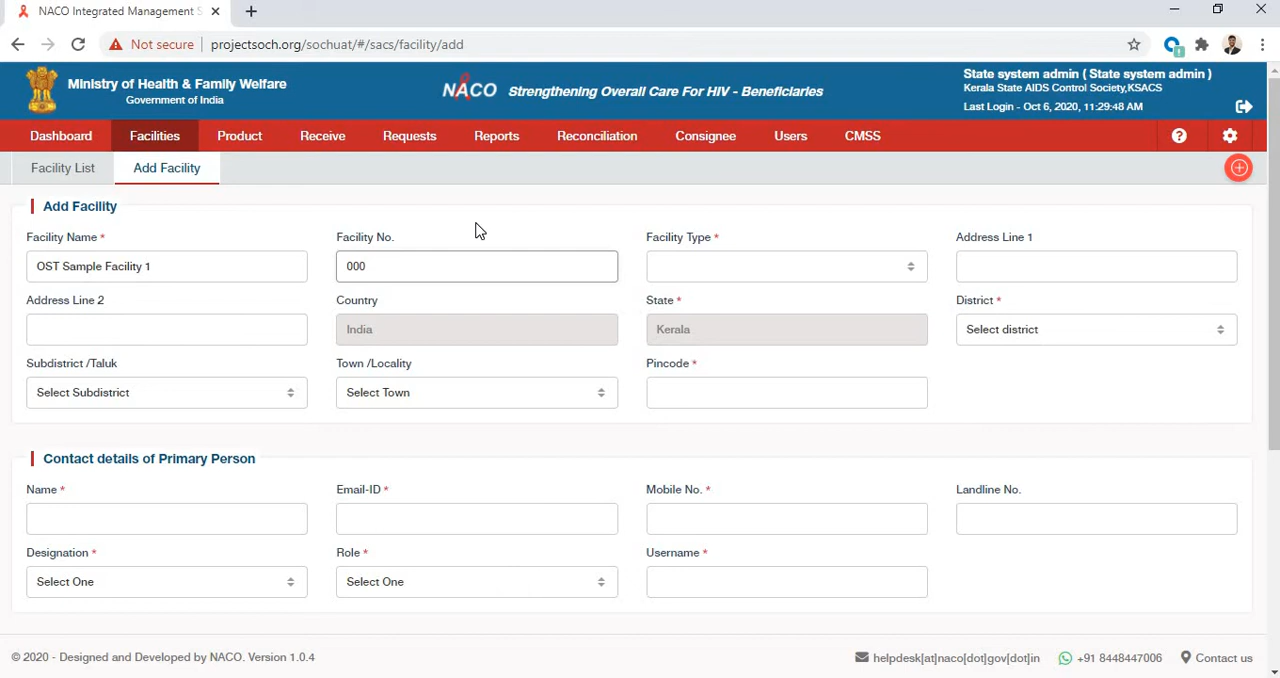 NACO Integrated Management S
Not secure projectsoch.org/sochuat/#/sacs/facility/add
Ministry of Health & Family Welfare
Government of India
NACO Strengthening Overall Care For HIV - Beneficiaries
State system admin ( State system admin )
Kerala State AIDS Control Society,KSACS
Last Login - Oct 6, 2020, 11:29:48 AM
Dashboard Facilities Product Receive Requests Reports Reconciliation Consignee Users CMSS
Facility List Add Facility
Add Facility
Facility Name * Facility No. Facility Type * Address Line 1
OST Sample Facility 1 000
Address Line 2 Country State * District *
India Kerala Select district
Subdistrict /Taluk Town /Locality Pincode *
Select Subdistrict Select Town
Contact details of Primary Person
Name * Email-ID * Mobile No. * Landline No.
Designation * Role * Username *
Select One Select One
© 2020 - Designed and Developed by NACO. Version 1.0.4 helpdesk[at]naco[dot]gov[dot]in +91 8448447006 Contact us